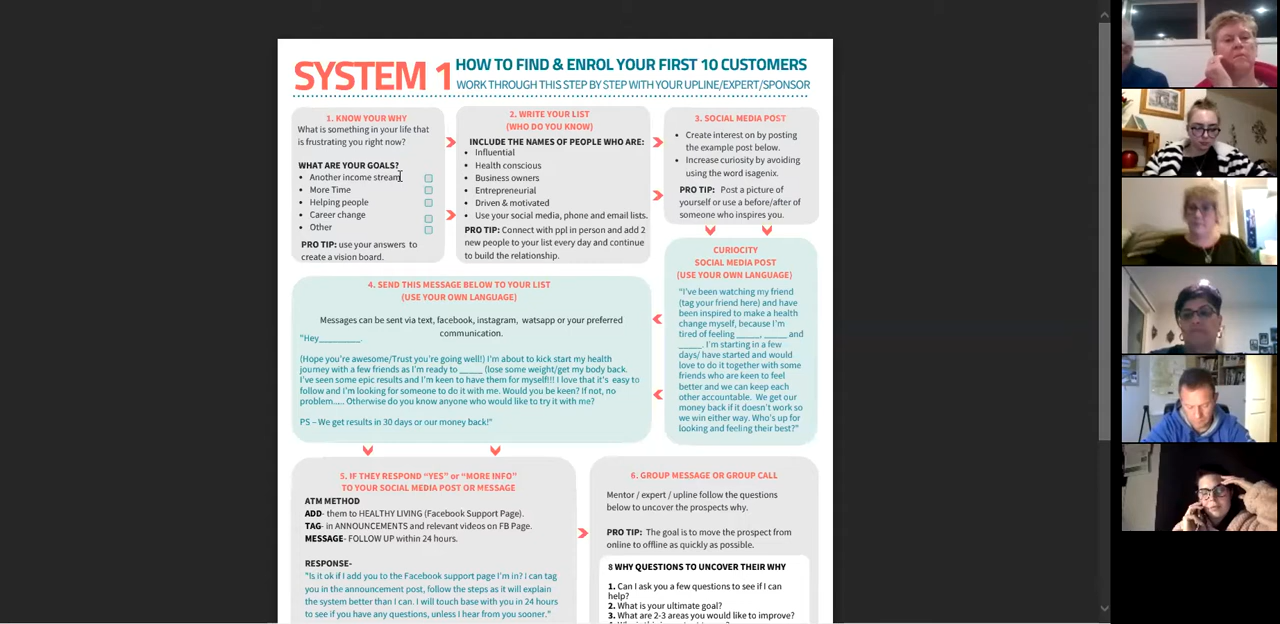 SYSTEM 1
HOW TO FIND & ENROL YOUR FIRST 10 CUSTOMERS
WORK THROUGH THIS STEP BY STEP WITH YOUR UPLINE/EXPERT/SPONSOR
1. KNOW YOUR WHY
What is something in your life that
is frustrating you right now?
WHAT ARE YOUR GOALS?
• Another income stream
• More Time
• Helping people
• Career change
• Other
PRO TIP: use your answers to
create a vision board.
2. WRITE YOUR LIST
(WHO DO YOU KNOW)
INCLUDE THE NAMES OF PEOPLE WHO ARE:
• Influential
• Health conscious
• Business owners
• Entrepreneurial
• Driven & motivated
• Use your social media, phone and email lists.
PRO TIP: Connect with ppl in person and add 2
new people to your list every day and continue
to build the relationship.
3. SOCIAL MEDIA POST
• Create interest on by posting
the example post below.
• Increase curiosity by avoiding
using the word isagenix.
PRO TIP: Post a picture of
yourself or use a before/after of
someone who inspires you.
CURIOCITY
SOCIAL MEDIA POST
(USE YOUR OWN LANGUAGE)
"I've been watching my friend
(tag your friend here) and have
been inspired to make a health
change myself, because I'm
tired of feeling _____, _____ and
_____. I'm starting in a few
days/ have started and would
love to do it together with some
friends who are keen to feel
better and we can keep each
other accountable. We get our
money back if it doesn't work so
we win either way. Who's up for
looking and feeling their best?"
4. SEND THIS MESSAGE BELOW TO YOUR LIST
(USE YOUR OWN LANGUAGE)
Messages can be sent via text, facebook, instagram, watsapp or your preferred
communication.
"Hey_________.
(Hope you're awesome/Trust you're going well!) I'm about to kick start my health
journey with a few friends as I'm ready to _____ (lose some weight/get my body back.
I've seen some epic results and I'm keen to have them for myself!!! I love that it's easy to
follow and I'm looking for someone to do it with me. Would you be keen? If not, no
problem..... Otherwise do you know anyone who would like to try it with me?
PS – We get results in 30 days or our money back!"
5. IF THEY RESPOND "YES" or "MORE INFO"
TO YOUR SOCIAL MEDIA POST OR MESSAGE
ATM METHOD
ADD- them to HEALTHY LIVING (Facebook Support Page).
TAG- in ANNOUNCEMENTS and relevant videos on FB Page.
MESSAGE- FOLLOW UP within 24 hours.
RESPONSE-
"Is it ok if I add you to the Facebook support page I'm in? I can tag
you in the announcement post, follow the steps as it will explain
the system better than I can. I will touch base with you in 24 hours
to see if you have any questions, unless I hear from you sooner."
6. GROUP MESSAGE OR GROUP CALL
Mentor / expert / upline follow the questions
below to uncover the prospects why.
PRO TIP: The goal is to move the prospect from
online to offline as quickly as possible.
8 WHY QUESTIONS TO UNCOVER THEIR WHY
1. Can I ask you a few questions to see if I can
help?
2. What is your ultimate goal?
3. What are 2-3 areas you would like to improve?